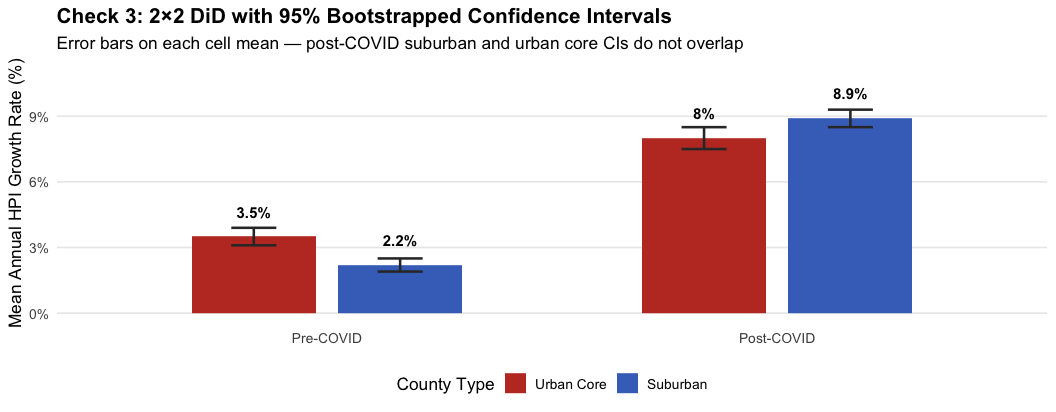 Check 3: 2×2 DiD with 95% Bootstrapped Confidence Intervals
Error bars on each cell mean — post-COVID suburban and urban core CIs do not overlap
Mean Annual HPI Growth Rate (%)
9%
6%
3%
0%
3.5%
2.2%
8%
8.9%
Pre-COVID
Post-COVID
County Type
Urban Core
Suburban